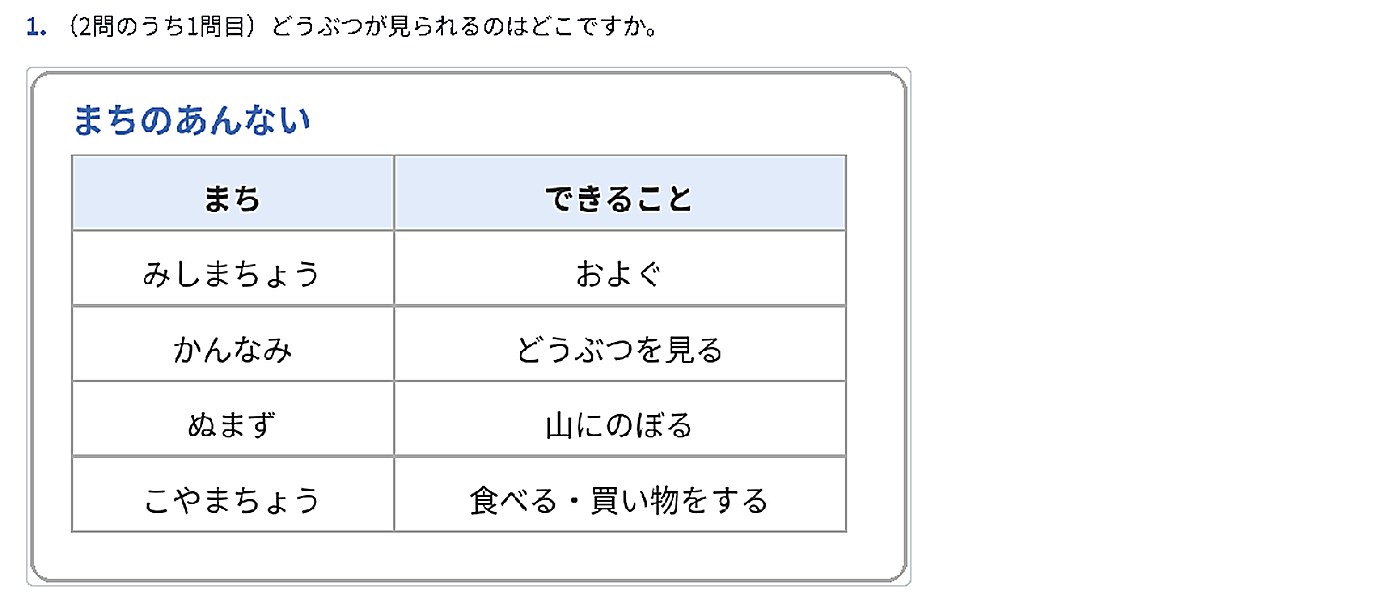 1.（2問のうち1問目）どうぶつが見られるのはどこですか。
まちのあんない
まち できること
みしまちょう およぐ
かんなみ どうぶつを見る
ぬまず 山にのぼる
こやまちょう 食べる・買い物をする